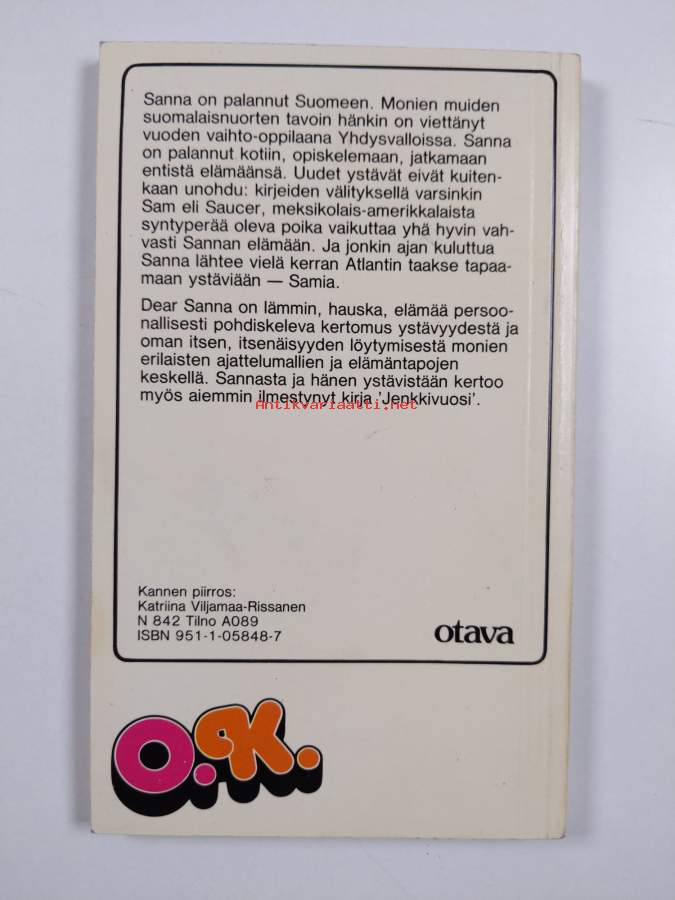 Sanna on palannut Suomeen. Monien muiden
suomalaisnuorten tavoin hänkin on viettänyt
vuoden vaihto-oppilaana Yhdysvalloissa. Sanna
on palannut kotiin, opiskelemaan, jatkamaan
entistä elämäänsä. Uudet ystävät eivät kuiten-
kaan unohdu: kirjeiden välityksellä varsinkin
Sam eli Saucer, meksikolais-amerikkalaista
syntyperää oleva poika vaikuttaa yhä hyvin vah-
vasti Sannan elämään. Ja jonkin ajan kuluttua
Sanna lähtee vielä kerran Atlantin taakse tapaa-
maan ystäviään — Samia.
Dear Sanna on lämmin, hauska, elämää persoo-
nallisesti pohdiskeleva kertomus ystävyydestä ja
oman itsen, itsenäisyyden löytymisestä monien
erilaisten ajattelumallien ja elämäntapojen
keskellä. Sannasta ja hänen ystävistään kertoo
myös aiemmin ilmestynyt kirja 'Jenkkivuosi'.
Antikvariaatti.net
Kannen piirros:
Katriina Viljamaa-Rissanen
N 842 Tilno A089
ISBN 951-1-05848-7
otava
O.K.